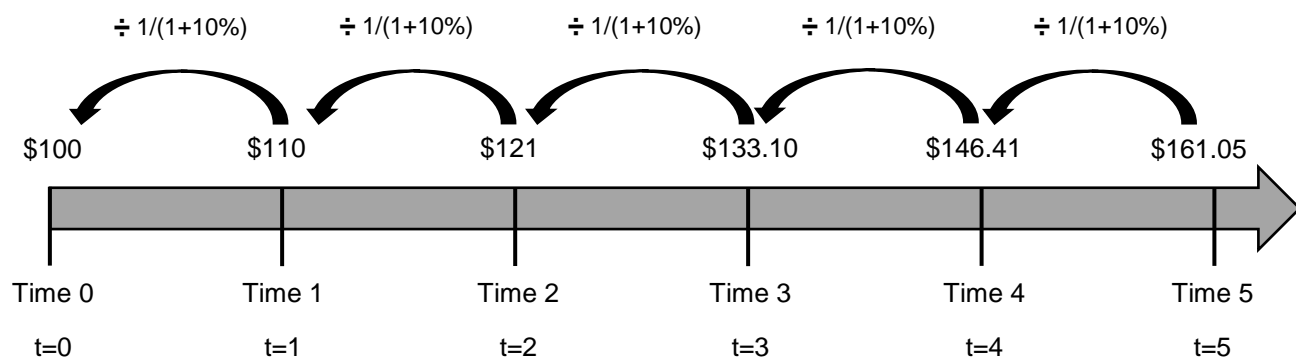 ÷ 1/(1+10%) ÷ 1/(1+10%) ÷ 1/(1+10%) ÷ 1/(1+10%) ÷ 1/(1+10%)
$100 $110 $121 $133.10 $146.41 $161.05
Time 0 Time 1 Time 2 Time 3 Time 4 Time 5
t=0 t=1 t=2 t=3 t=4 t=5